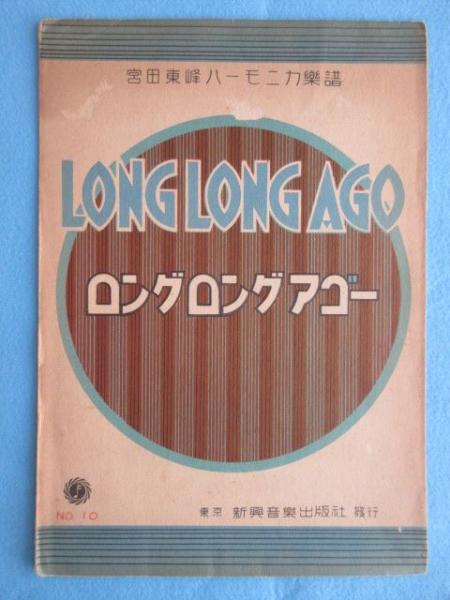 宮田東峰ハーモニカ樂譜
LONG LONG AGO
ロングロングアゴー
NO. 10
東京 新興音樂出版社 發行